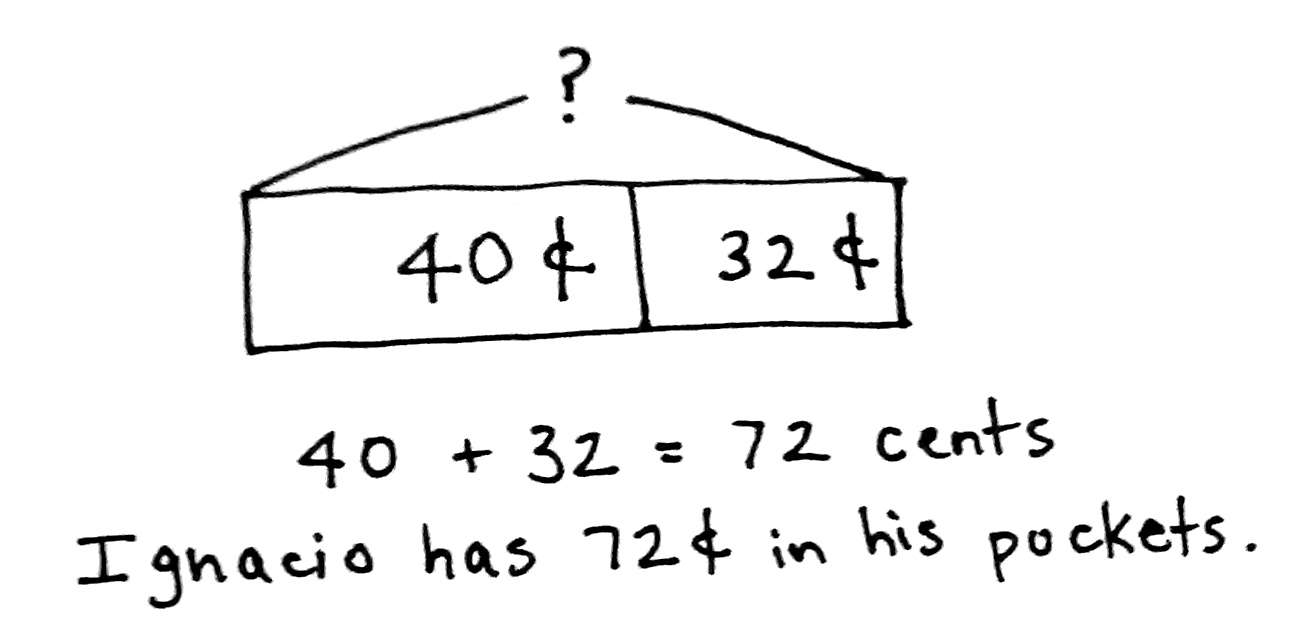 ?
40 ¢ 32 ¢
40 + 32 = 72 cents
Ignacio has 72¢ in his pockets.